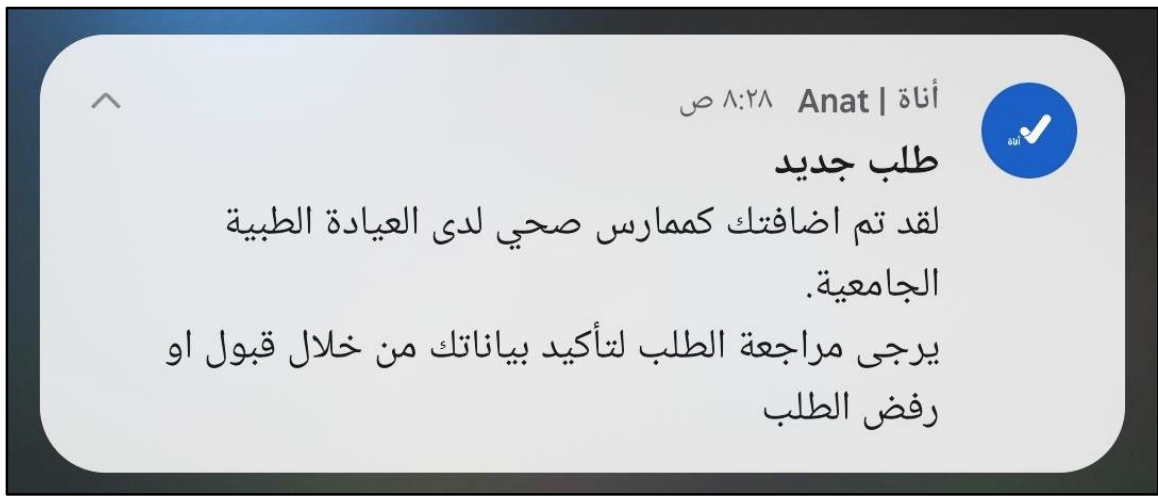 أناة | Anat ٨:٢٨ ص
أناة
طلب جديد
لقد تم اضافتك كممارس صحي لدى العيادة الطبية
الجامعية.
يرجى مراجعة الطلب لتأكيد بياناتك من خلال قبول او
رفض الطلب